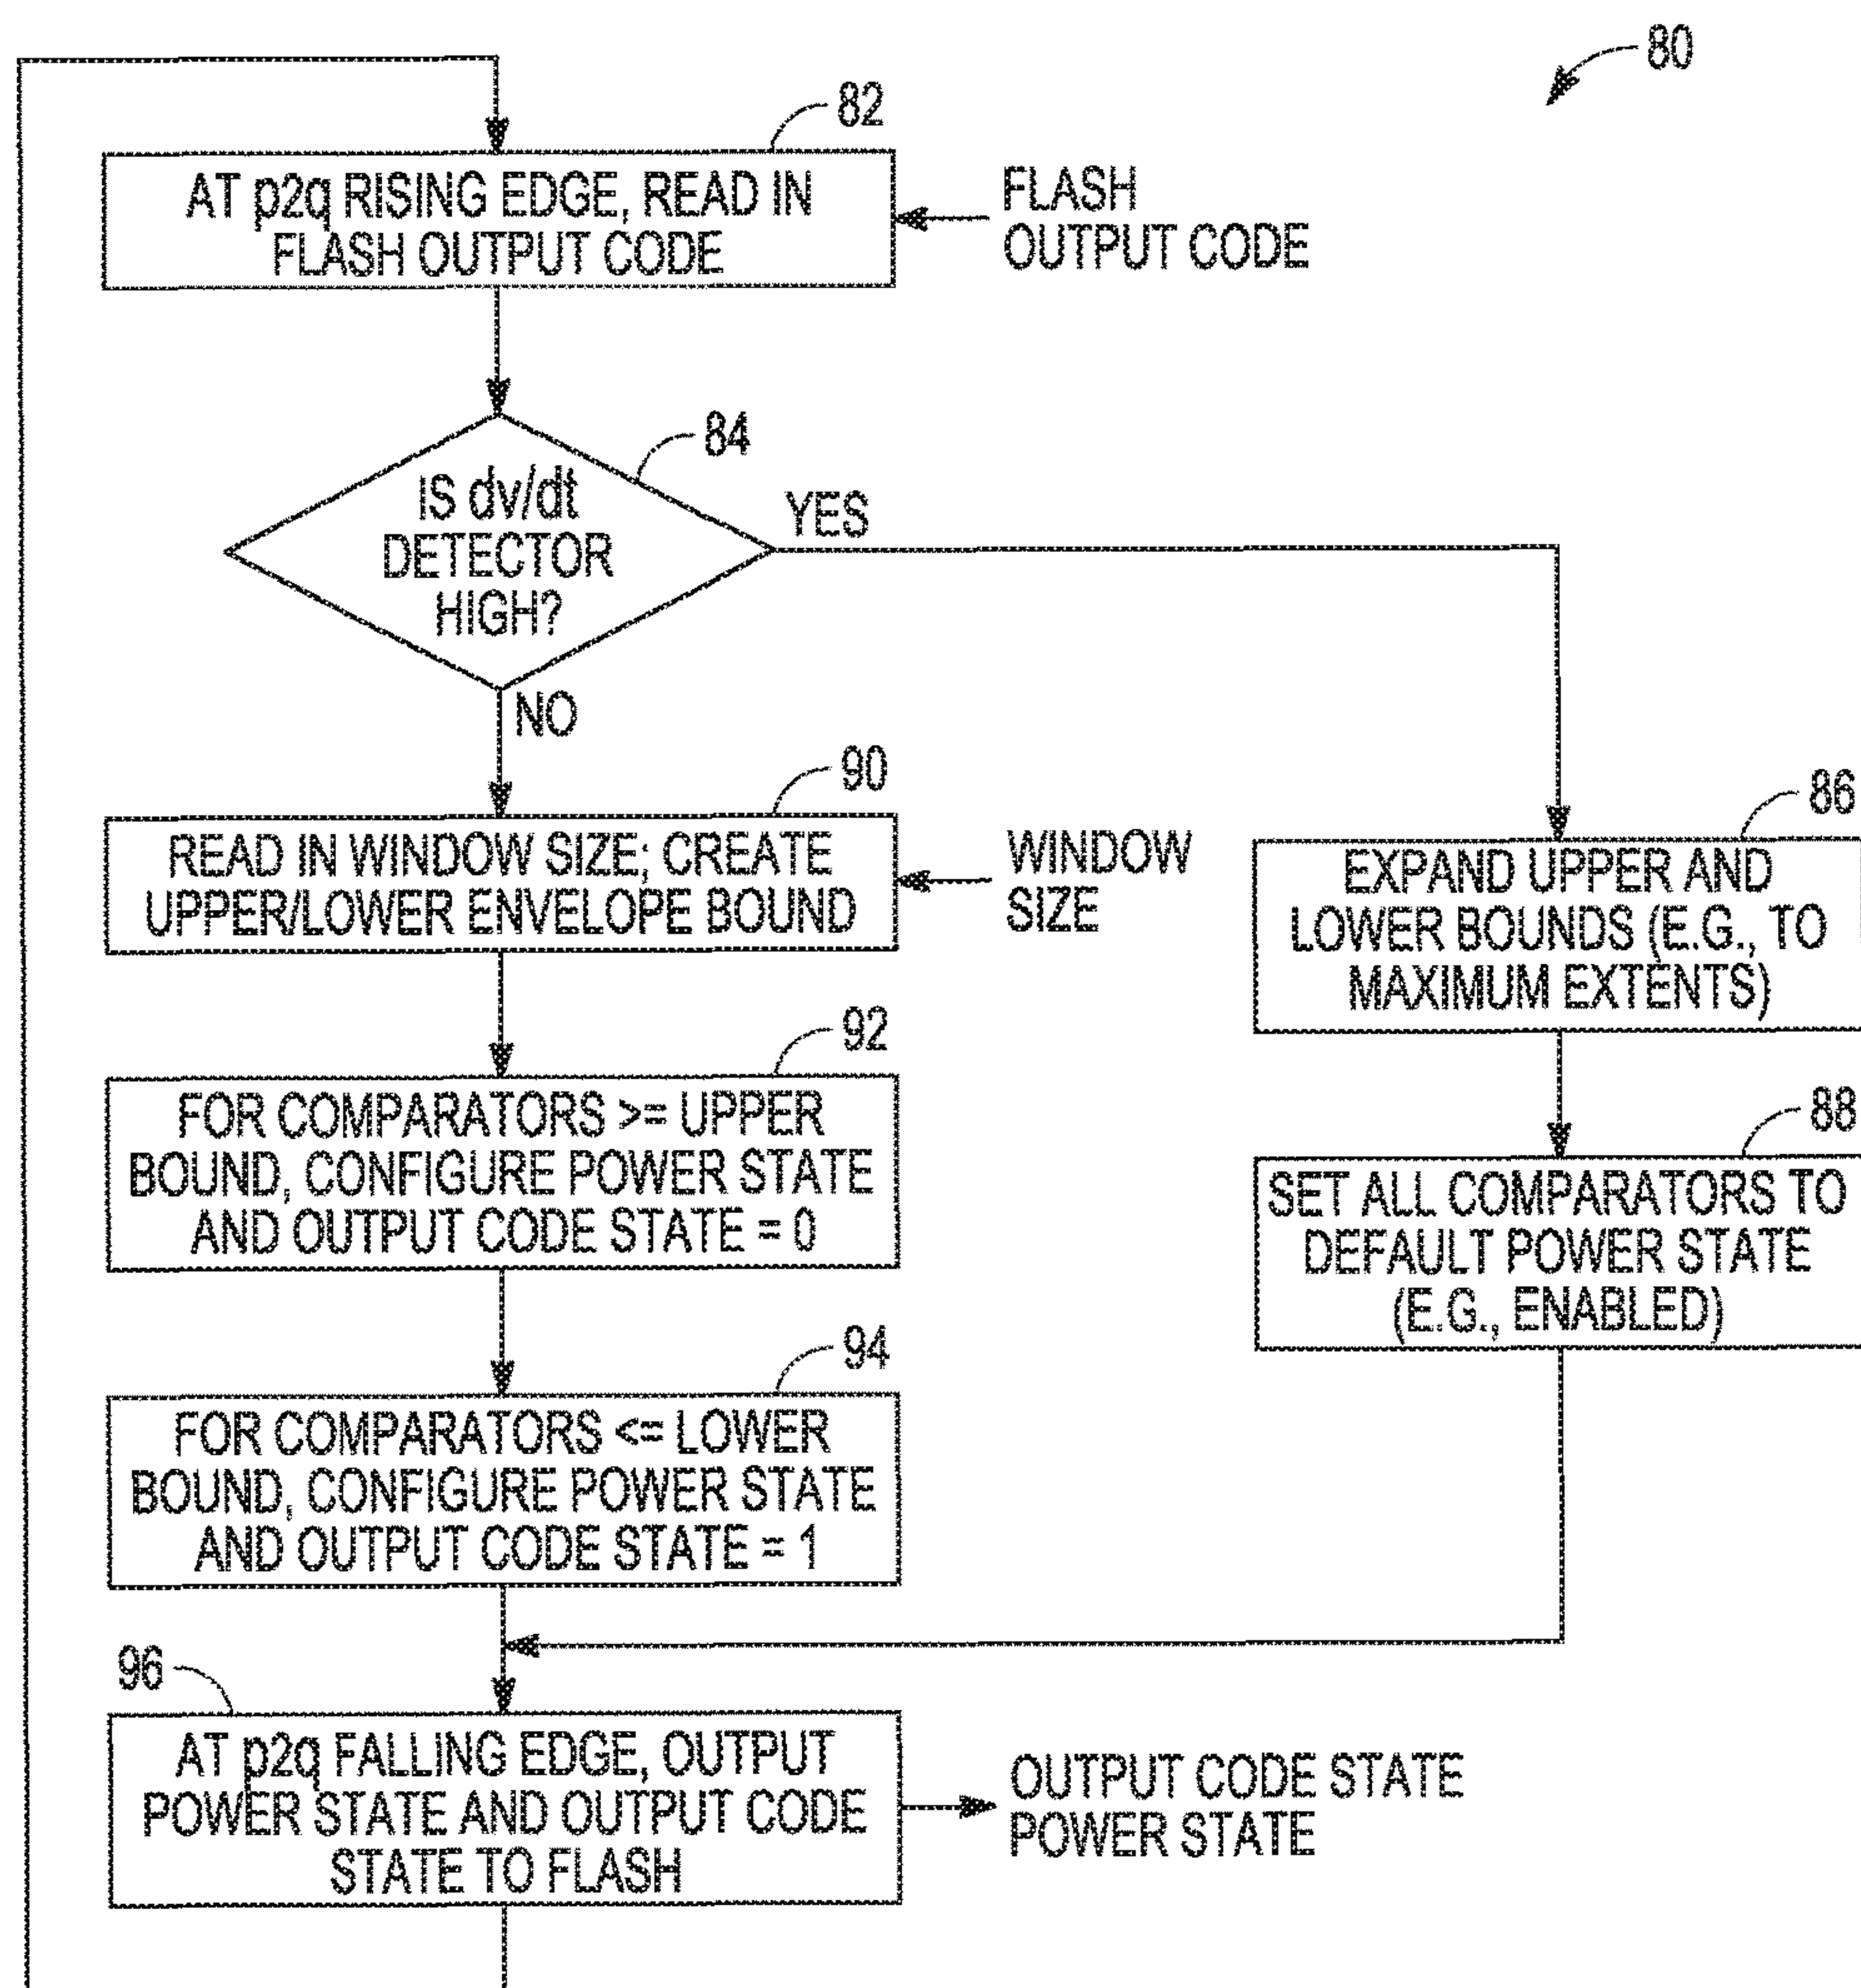 80
82
AT p2q RISING EDGE, READ IN
FLASH OUTPUT CODE
FLASH
OUTPUT CODE
84
IS dv/dt
DETECTOR
HIGH?
YES
NO
90
READ IN WINDOW SIZE; CREATE
UPPER/LOWER ENVELOPE BOUND
WINDOW
SIZE
86
EXPAND UPPER AND
LOWER BOUNDS (E.G., TO
MAXIMUM EXTENTS)
92
FOR COMPARATORS >= UPPER
BOUND, CONFIGURE POWER STATE
AND OUTPUT CODE STATE = 0
88
SET ALL COMPARATORS TO
DEFAULT POWER STATE
(E.G., ENABLED)
94
FOR COMPARATORS <= LOWER
BOUND, CONFIGURE POWER STATE
AND OUTPUT CODE STATE = 1
96
AT p2q FALLING EDGE, OUTPUT
POWER STATE AND OUTPUT CODE
STATE TO FLASH
OUTPUT CODE STATE
POWER STATE